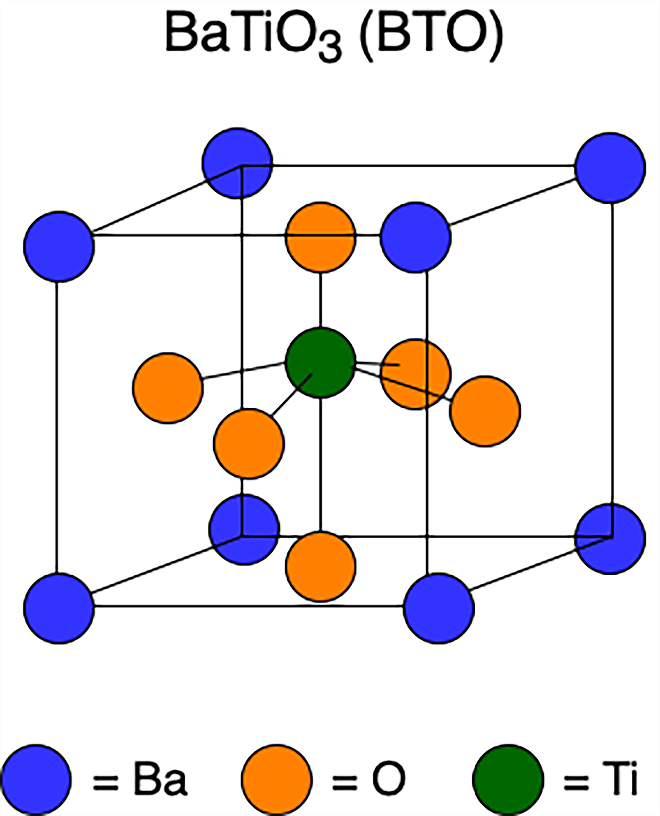 BaTiO₃ (BTO)
= Ba = O = Ti